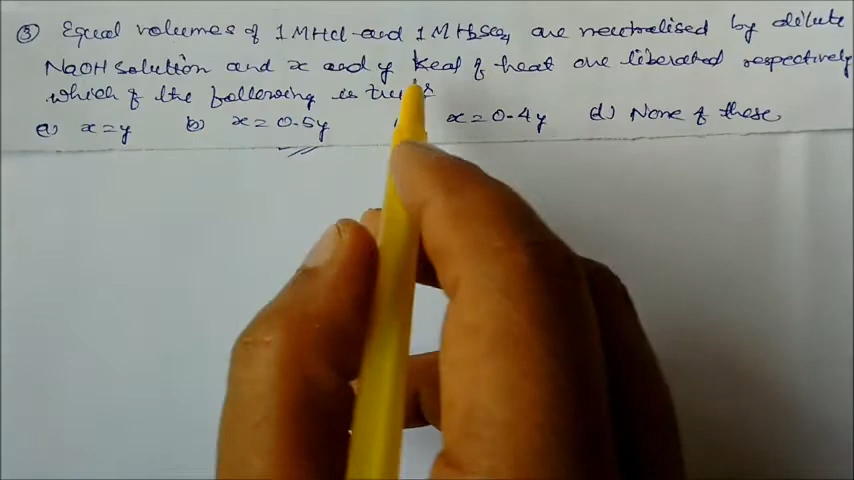 ③ Equal volumes of 1 M HCl and 1 M H₂SO₄ are neutralised by dilute
NaOH solution and x and y kcal of heat are liberated respectively
which of the following is
a) x=y b) x=0.5y x=0.4y d) None of these